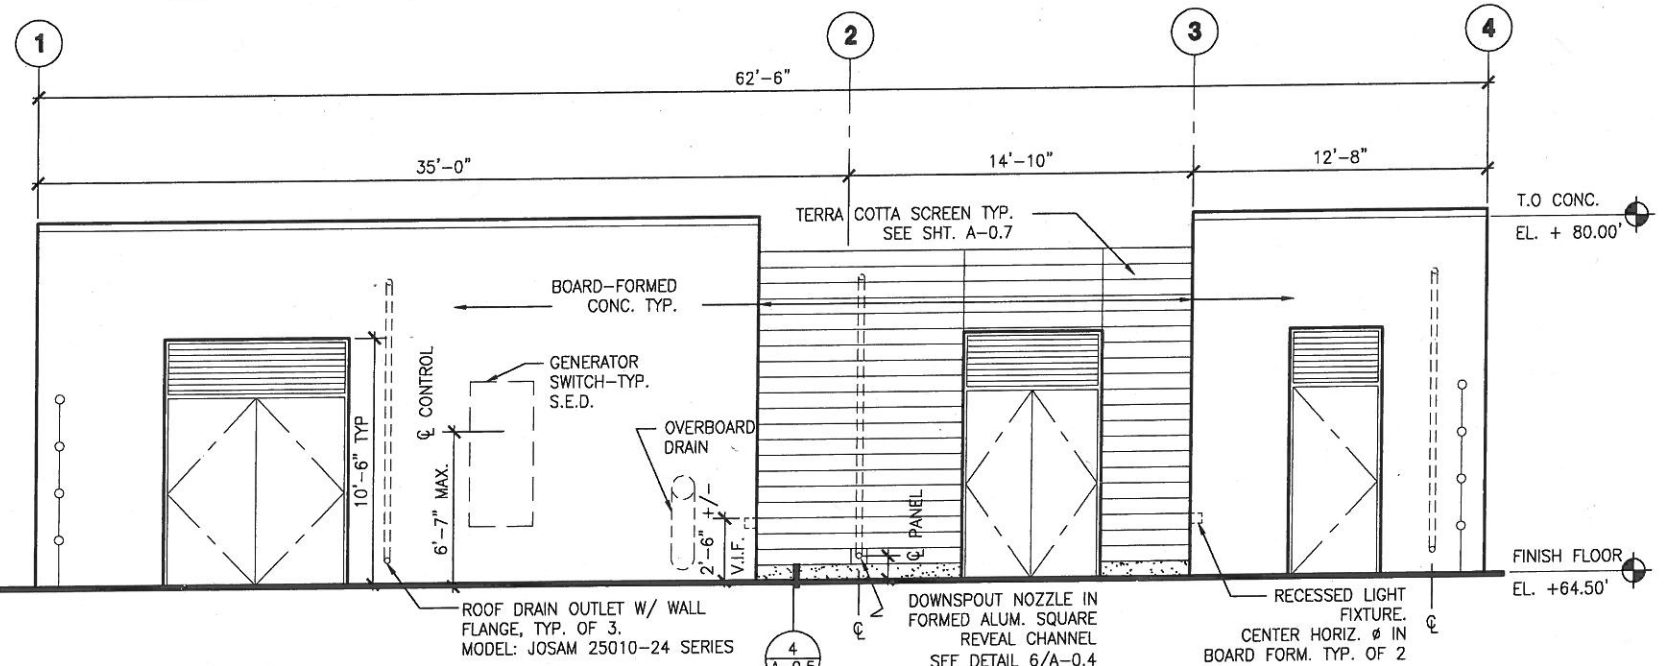 1
2
3
4
62'-6"
35'-0"
14'-10"
12'-8"
T.O CONC.
EL. + 80.00'
TERRA COTTA SCREEN TYP.
SEE SHT. A-0.7
BOARD-FORMED
CONC. TYP.
GENERATOR
SWITCH-TYP.
S.E.D.
℄ CONTROL
10'-6" TYP
6'-7" MAX.
OVERBOARD
DRAIN
2'-6" +/-
V.I.F.
℄ PANEL
FINISH FLOOR
EL. +64.50'
ROOF DRAIN OUTLET W/ WALL
FLANGE, TYP. OF 3.
MODEL: JOSAM 25010-24 SERIES
4
A-0.5
℄
DOWNSPOUT NOZZLE IN
FORMED ALUM. SQUARE
REVEAL CHANNEL
SEE DETAIL 6/A-0.4
RECESSED LIGHT
FIXTURE.
CENTER HORIZ. ø IN
BOARD FORM. TYP. OF 2
℄